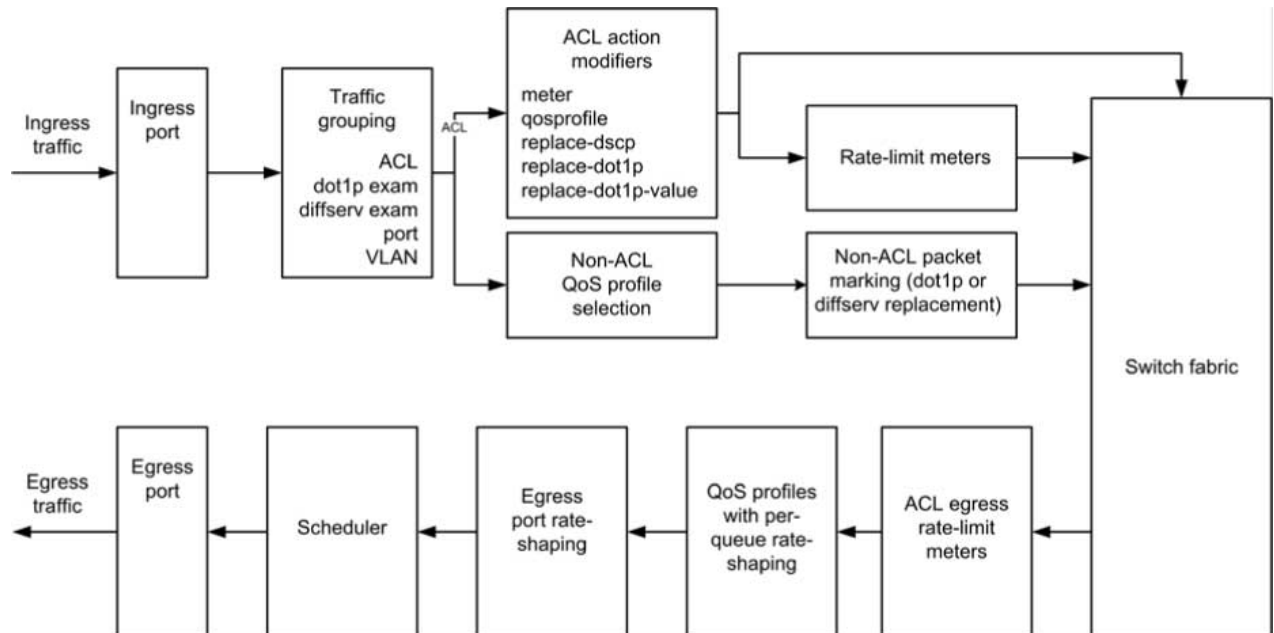 Ingress
traffic
Ingress
port
Traffic
grouping
ACL
dot1p exam
diffserv exam
port
VLAN
ACL
ACL action
modifiers
meter
qosprofile
replace-dscp
replace-dot1p
replace-dot1p-value
Rate-limit meters
Non-ACL
QoS profile
selection
Non-ACL packet
marking (dot1p or
diffserv replacement)
Switch fabric
Egress
traffic
Egress
port
Scheduler
Egress
port rate-
shaping
QoS profiles
with per-
queue rate-
shaping
ACL egress
rate-limit
meters